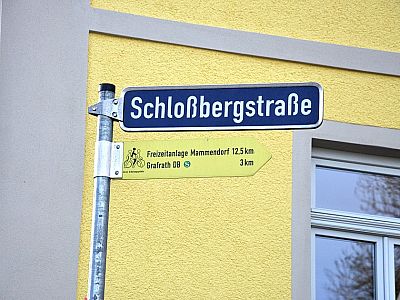 Schloßbergstraße
Freizeitanlage Mammendorf 12,5 km
Grafrath DB S 3 km